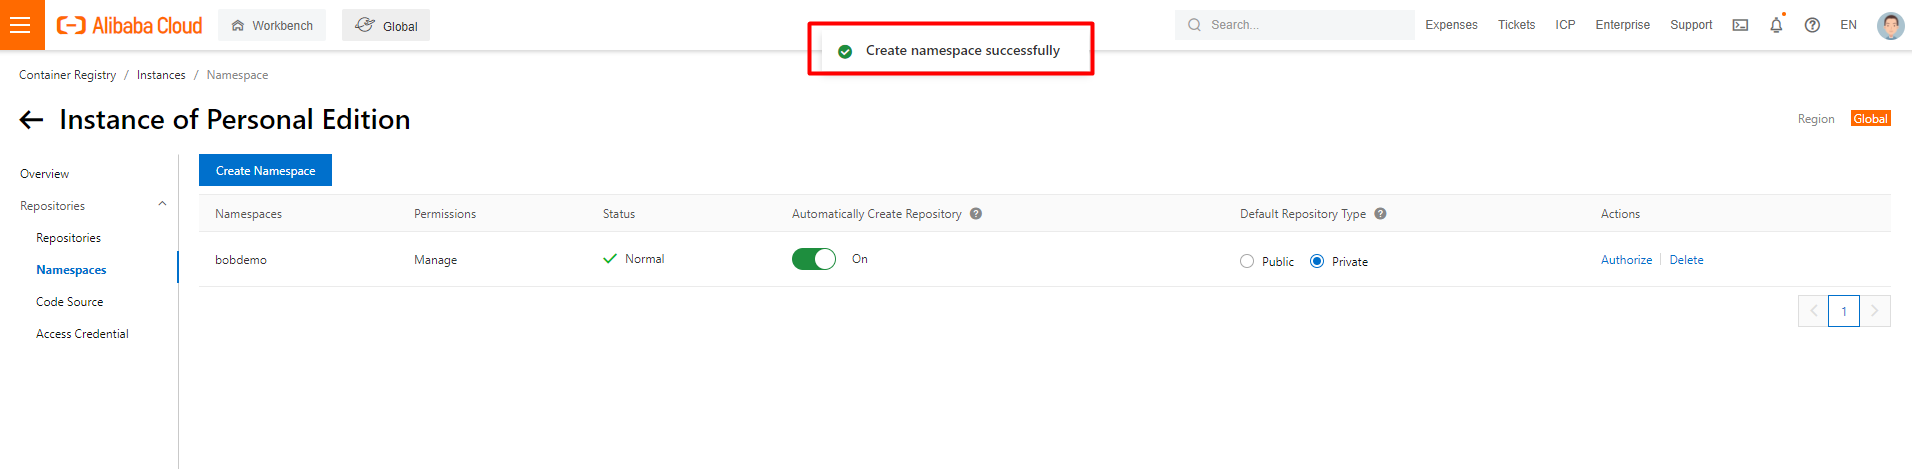 Alibaba Cloud Workbench Global Search... Expenses Tickets ICP Enterprise Support EN
Create namespace successfully
Container Registry / Instances / Namespace
Instance of Personal Edition
Region Global
Overview
Repositories
Repositories
Namespaces
Code Source
Access Credential
Create Namespace
Namespaces Permissions Status Automatically Create Repository Default Repository Type Actions
bobdemo Manage Normal On Public Private Authorize Delete
1